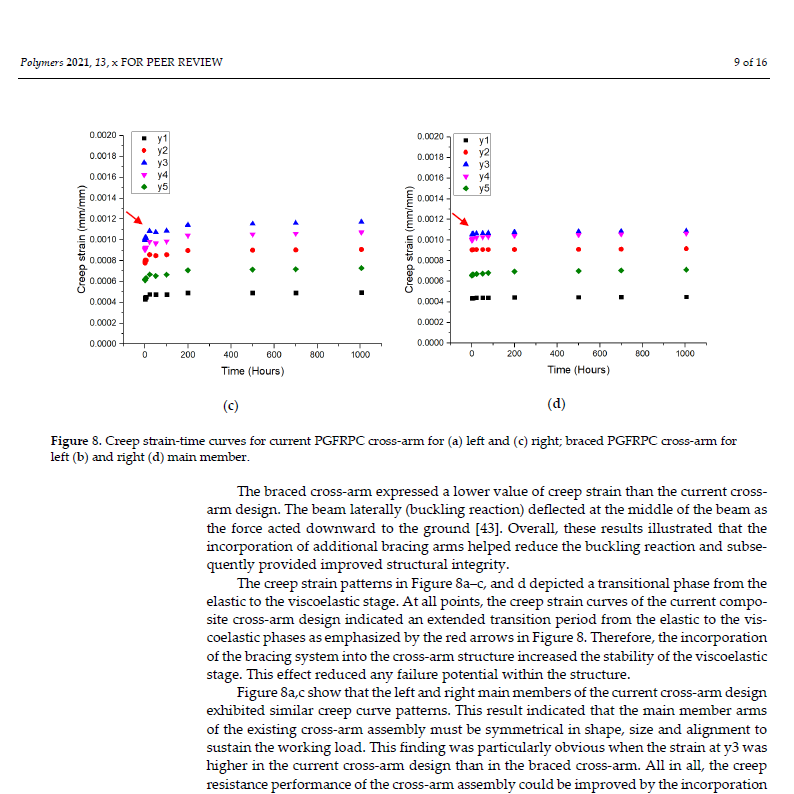 Polymers 2021, 13, x FOR PEER REVIEW
9 of 16
0.0020
0.0018
0.0016
0.0014
0.0012
0.0010
0.0008
0.0006
0.0004
0.0002
0.0000
Creep strain (mm/mm)
y1
y2
y3
y4
y5
0
200
400
600
800
1000
Time (Hours)
(c)
0.0020
0.0018
0.0016
0.0014
0.0012
0.0010
0.0008
0.0006
0.0004
0.0002
0.0000
Creep strain (mm/mm)
y1
y2
y3
y4
y5
0
200
400
600
800
1000
Time (Hours)
(d)
Figure 8. Creep strain-time curves for current PGFRPC cross-arm for (a) left and (c) right; braced PGFRPC cross-arm for
left (b) and right (d) main member.
The braced cross-arm expressed a lower value of creep strain than the current cross-
arm design. The beam laterally (buckling reaction) deflected at the middle of the beam as
the force acted downward to the ground [43]. Overall, these results illustrated that the
incorporation of additional bracing arms helped reduce the buckling reaction and subse-
quently provided improved structural integrity.
The creep strain patterns in Figure 8a–c, and d depicted a transitional phase from the
elastic to the viscoelastic stage. At all points, the creep strain curves of the current compo-
site cross-arm design indicated an extended transition period from the elastic to the vis-
coelastic phases as emphasized by the red arrows in Figure 8. Therefore, the incorporation
of the bracing system into the cross-arm structure increased the stability of the viscoelastic
stage. This effect reduced any failure potential within the structure.
Figure 8a,c show that the left and right main members of the current cross-arm design
exhibited similar creep curve patterns. This result indicated that the main member arms
of the existing cross-arm assembly must be symmetrical in shape, size and alignment to
sustain the working load. This finding was particularly obvious when the strain at y3 was
higher in the current cross-arm design than in the braced cross-arm. All in all, the creep
resistance performance of the cross-arm assembly could be improved by the incorporation